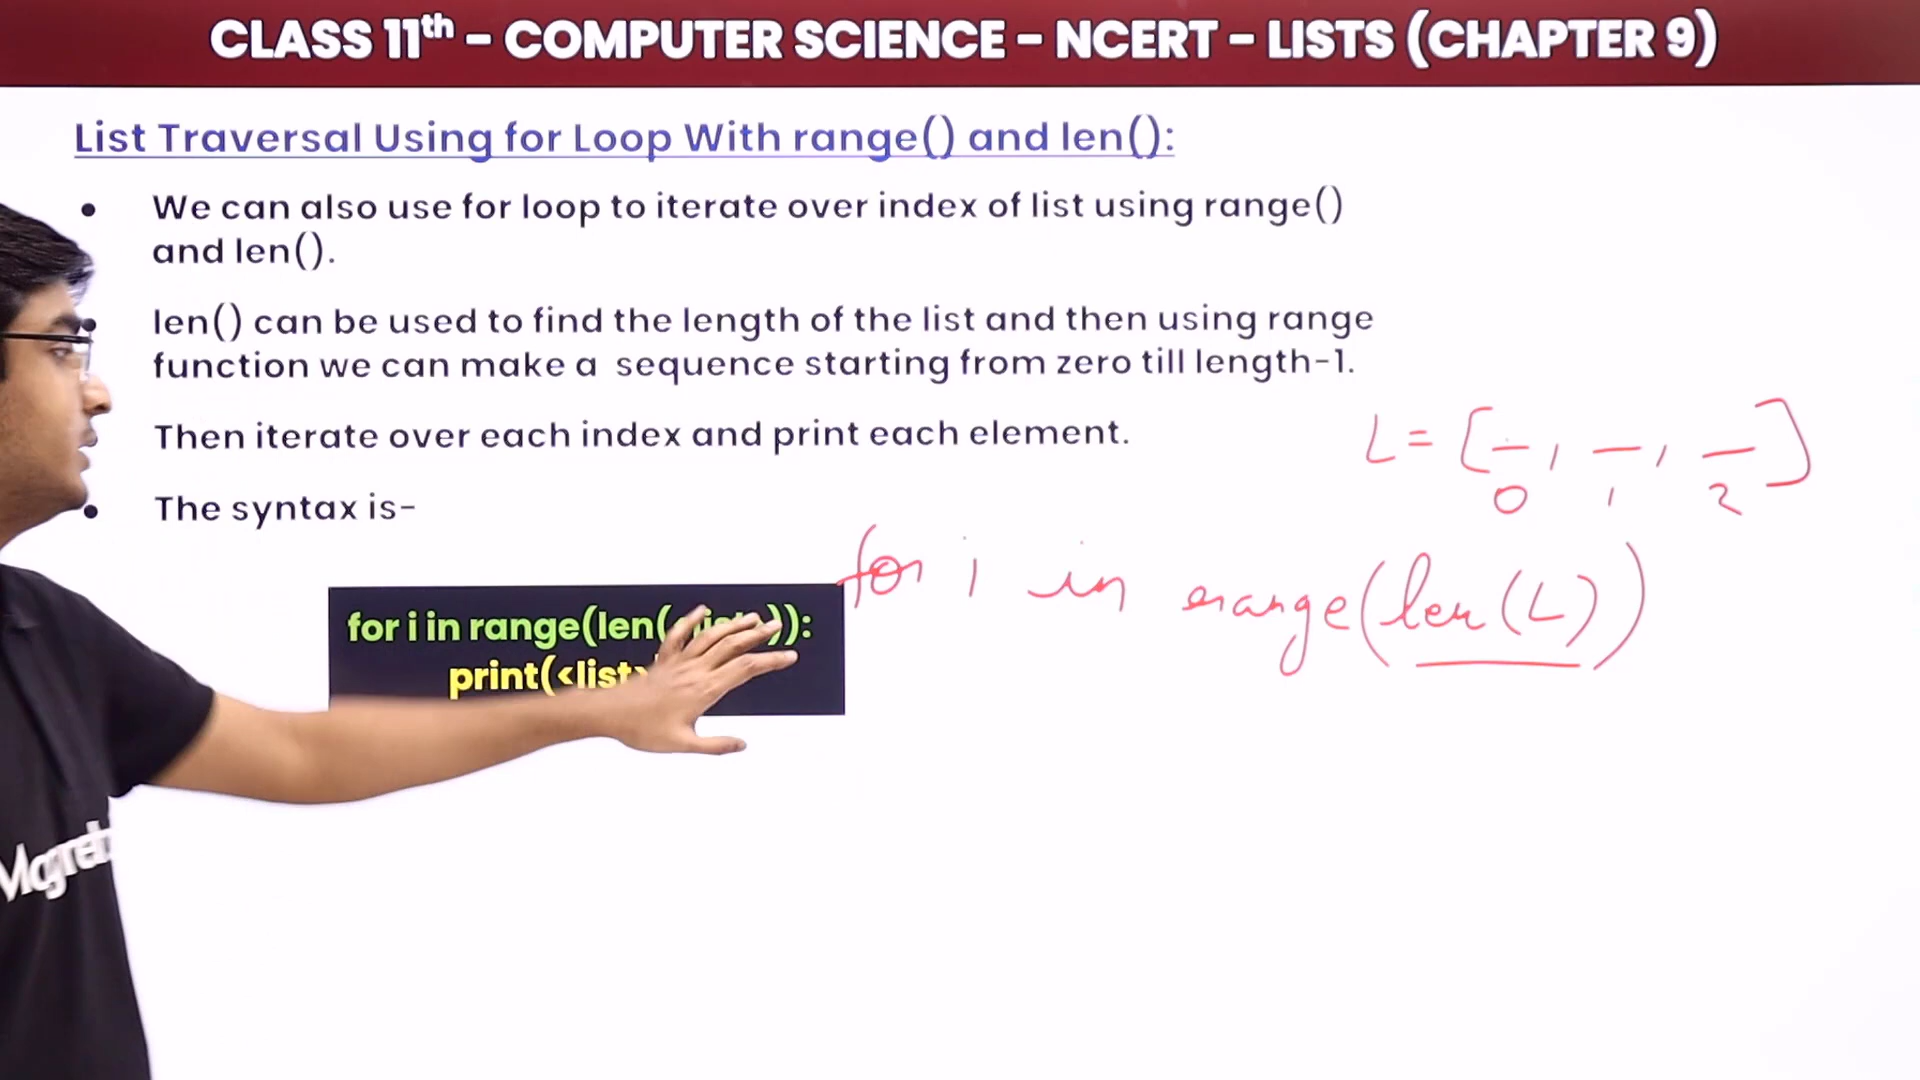 CLASS 11th - COMPUTER SCIENCE - NCERT - LISTS (CHAPTER 9)
List Traversal Using for Loop With range() and len():
• We can also use for loop to iterate over index of list using range()
and len().
• len() can be used to find the length of the list and then using range
function we can make a sequence starting from zero till length-1.
Then iterate over each index and print each element.
L = [ _ , _ , _ ]
0 1 2
• The syntax is-
for i in range(len(L))
for i in range(len( )):
print(<list>